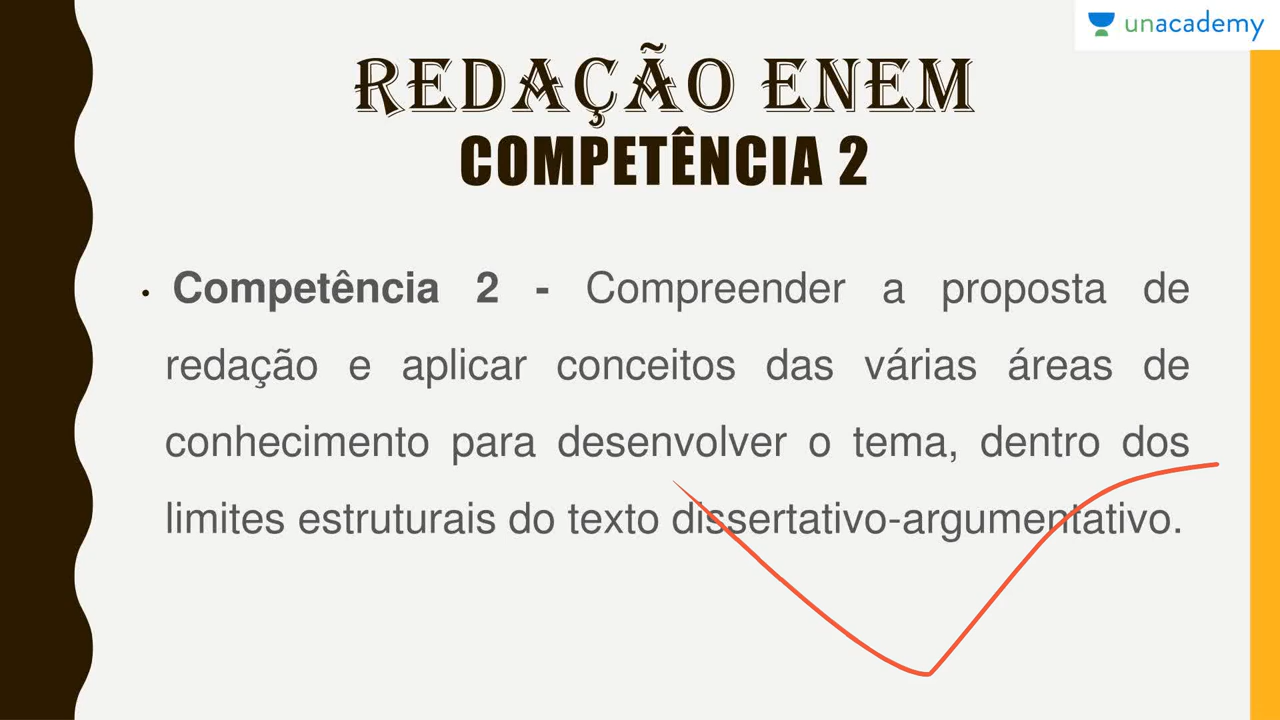 unacademy
REDAÇÃO ENEM
COMPETÊNCIA 2
• Competência 2 - Compreender a proposta de
redação e aplicar conceitos das várias áreas de
conhecimento para desenvolver o tema, dentro dos
limites estruturais do texto dissertativo-argumentativo.